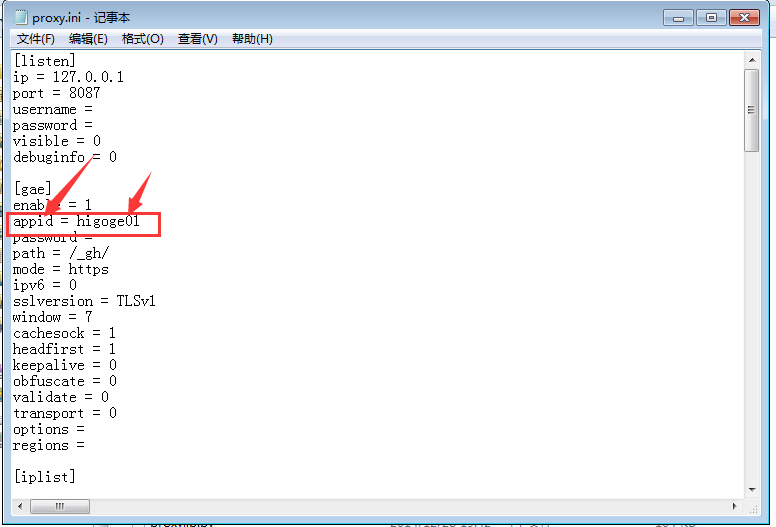 proxy.ini - 记事本
文件(F) 编辑(E) 格式(O) 查看(V) 帮助(H)
[listen]
ip = 127.0.0.1
port = 8087
username =
password =
visible = 0
debuginfo = 0
[gae]
enable = 1
appid = higoge01
password =
path = /_gh/
mode = https
ipv6 = 0
sslversion = TLSv1
window = 7
cachesock = 1
headfirst = 1
keepalive = 0
obfuscate = 0
validate = 0
transport = 0
options =
regions =
[iplist]